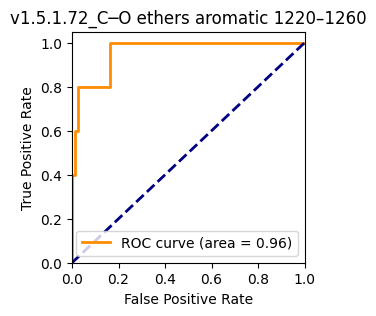 v1.5.1.72_C─O ethers aromatic 1220–1260
True Positive Rate
1.0
0.8
0.6
0.4
0.2
0.0
ROC curve (area = 0.96)
0.0 0.2 0.4 0.6 0.8 1.0
False Positive Rate